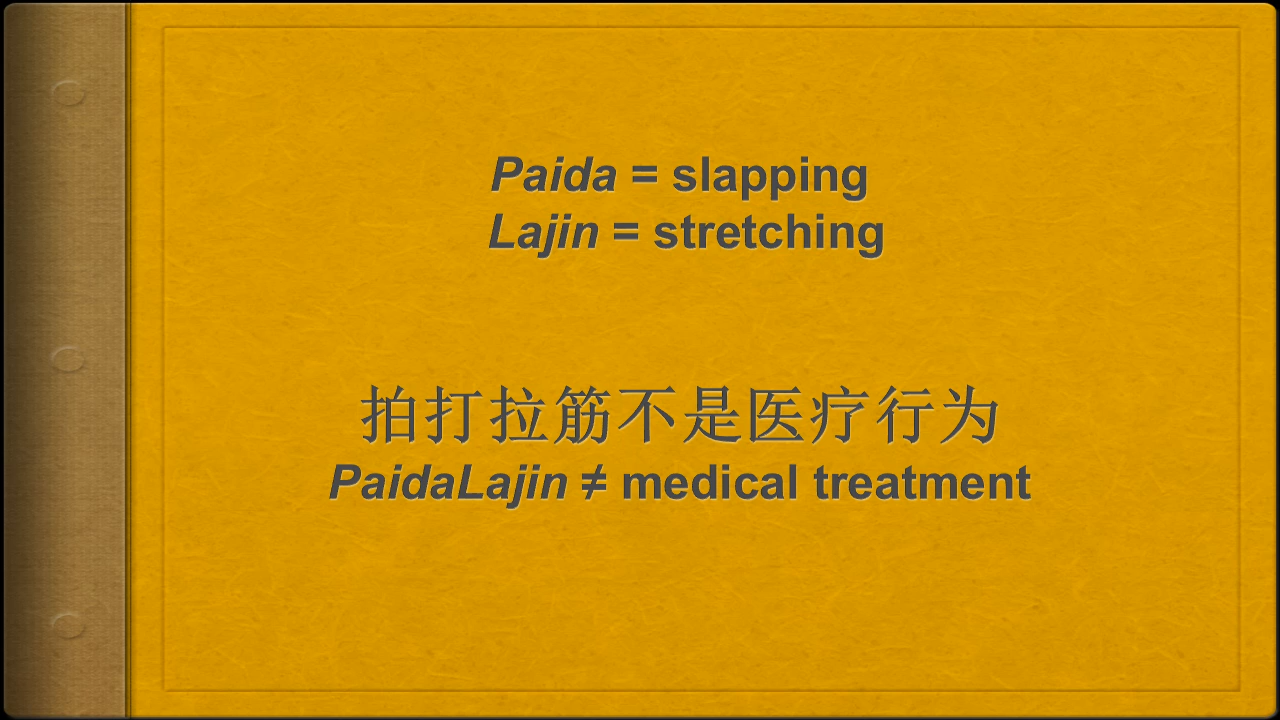 Paida = slapping
Lajin = stretching
拍打拉筋不是医疗行为
PaidaLajin ≠ medical treatment